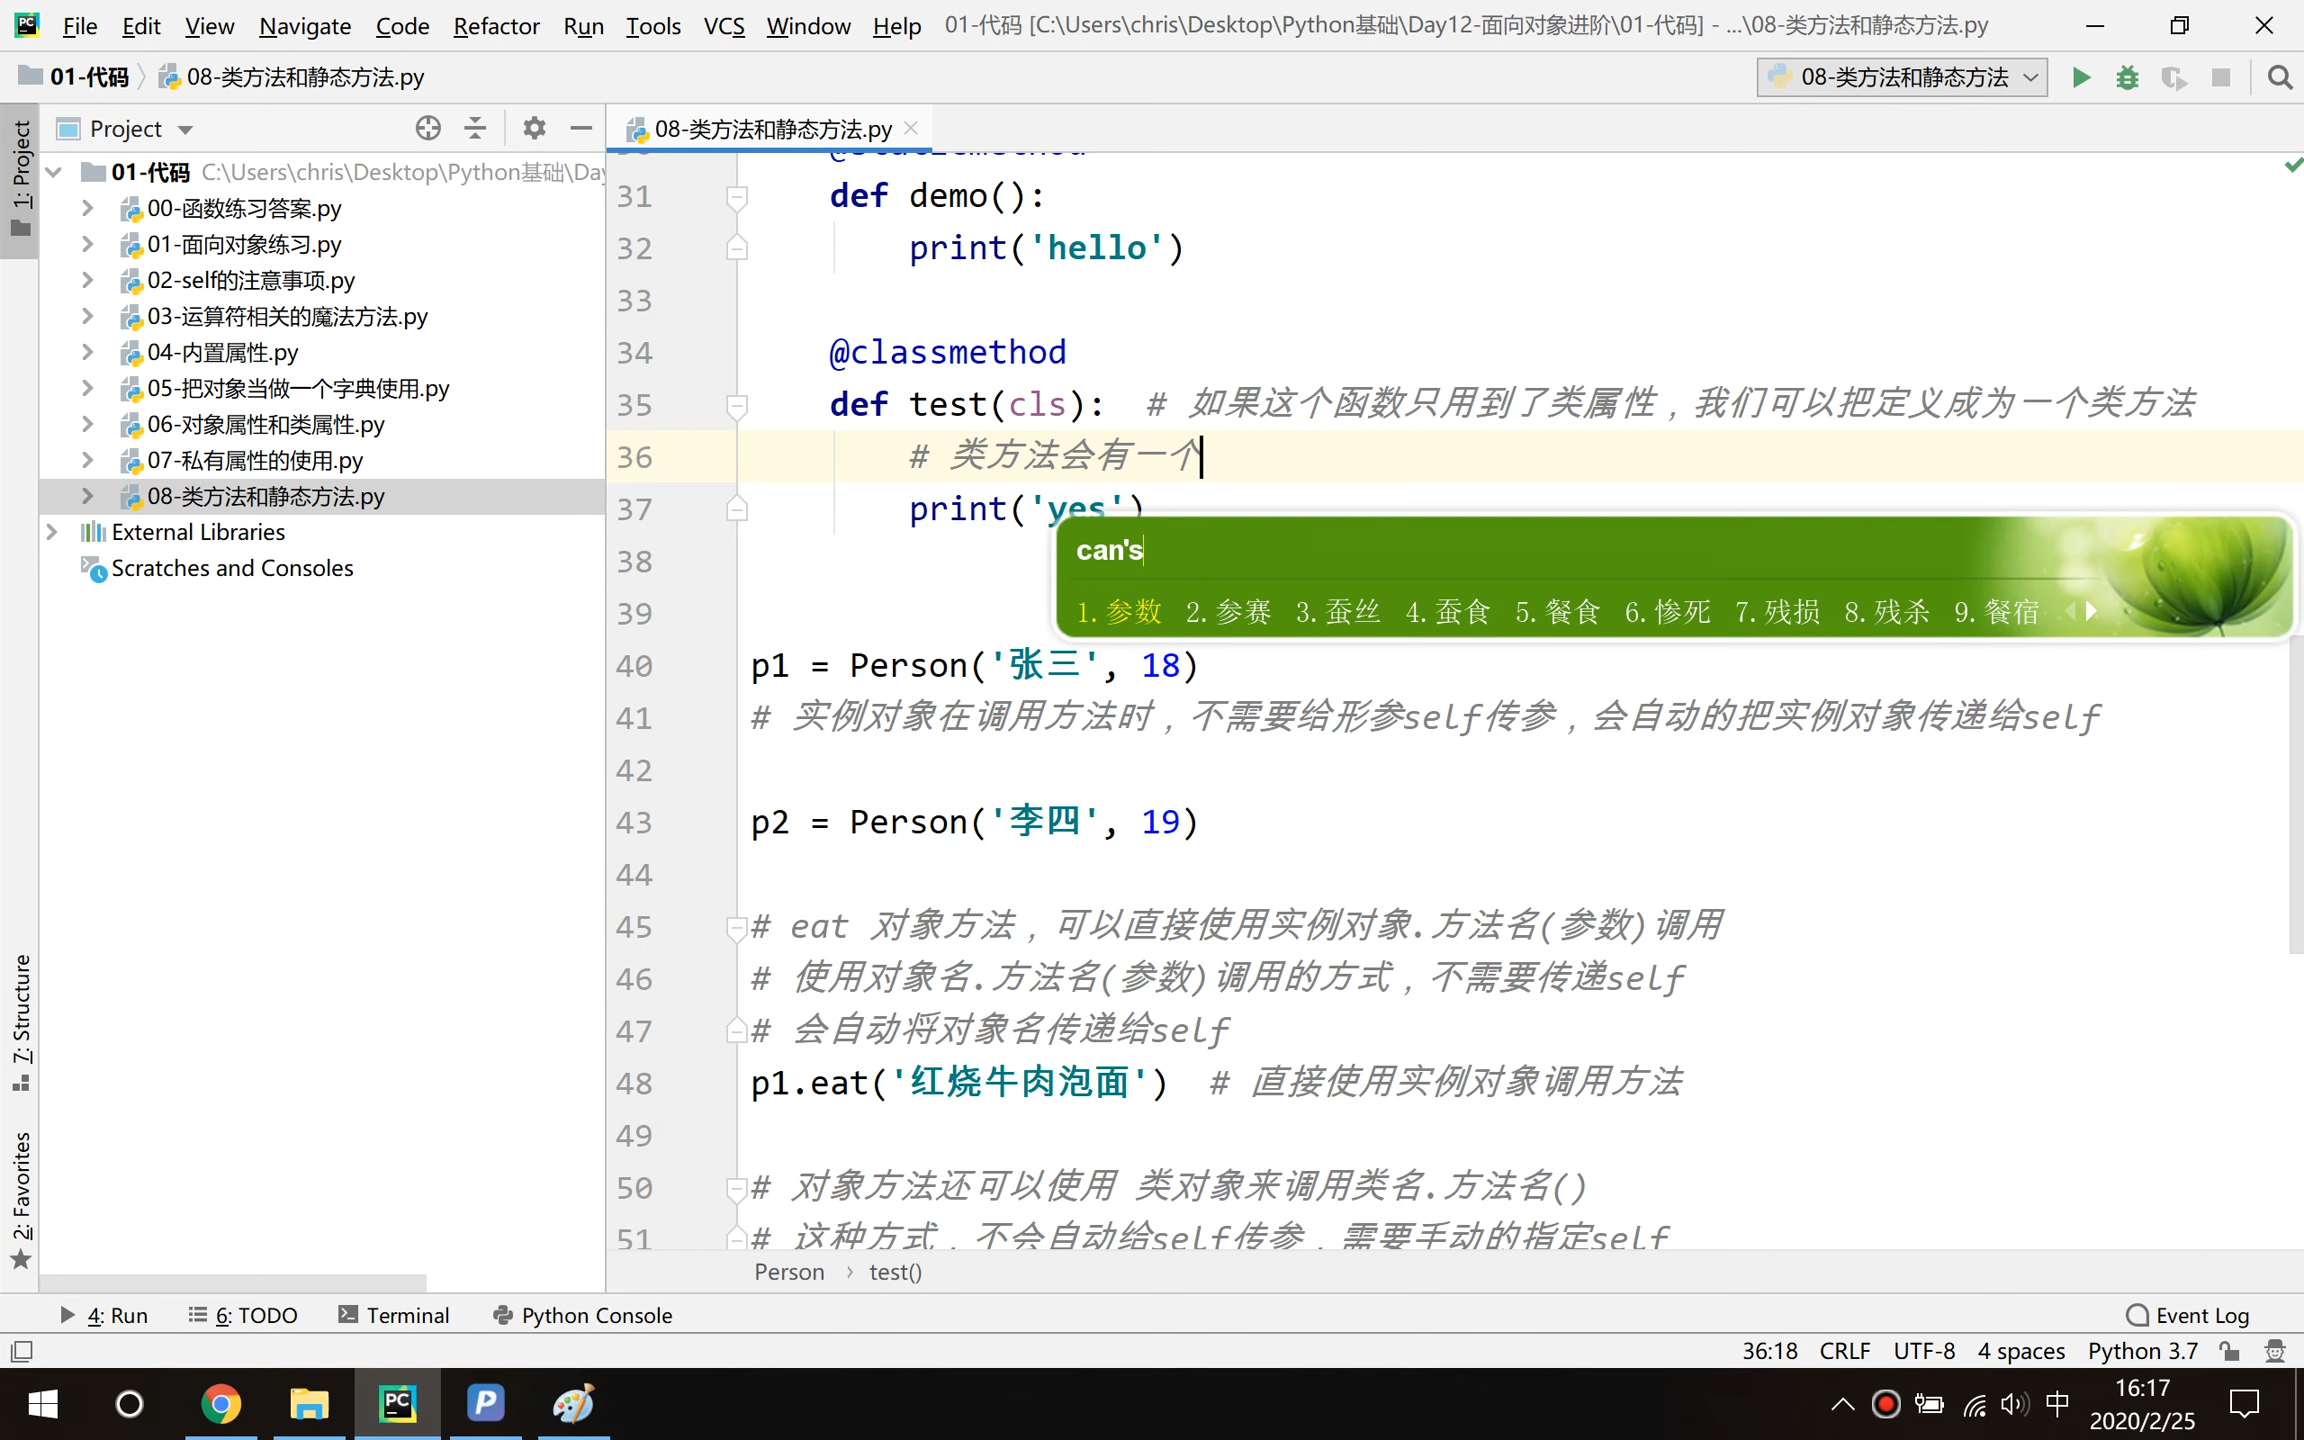 File Edit View Navigate Code Refactor Run Tools VCS Window Help 01-代码 [C:\Users\chris\Desktop\Python基础\Day12-面向对象进阶\01-代码] - ...\08-类方法和静态方法.py
01-代码 08-类方法和静态方法.py
08-类方法和静态方法
1: Project
7: Structure
2: Favorites
Project
01-代码 C:\Users\chris\Desktop\Python基础\Day
00-函数练习答案.py
01-面向对象练习.py
02-self的注意事项.py
03-运算符相关的魔法方法.py
04-内置属性.py
05-把对象当做一个字典使用.py
06-对象属性和类属性.py
07-私有属性的使用.py
08-类方法和静态方法.py
External Libraries
Scratches and Consoles
08-类方法和静态方法.py
31 def demo():
32 print('hello')
33
34 @classmethod
35 def test(cls): # 如果这个函数只用到了类属性，我们可以把定义成为一个类方法
36 # 类方法会有一个
37 print('yes')
38
39
can's
1.参数 2.参赛 3.蚕丝 4.蚕食 5.餐食 6.惨死 7.残损 8.残杀 9.餐宿
40 p1 = Person('张三', 18)
41 # 实例对象在调用方法时，不需要给形参self传参，会自动的把实例对象传递给self
42
43 p2 = Person('李四', 19)
44
45 # eat 对象方法，可以直接使用实例对象.方法名(参数)调用
46 # 使用对象名.方法名(参数)调用的方式，不需要传递self
47 # 会自动将对象名传递给self
48 p1.eat('红烧牛肉泡面') # 直接使用实例对象调用方法
49
50 # 对象方法还可以使用 类对象来调用类名.方法名()
51 # 这种方式，不会自动给self传参，需要手动的指定self
Person › test()
4: Run 6: TODO Terminal Python Console Event Log
36:18 CRLF UTF-8 4 spaces Python 3.7
中 16:17
2020/2/25